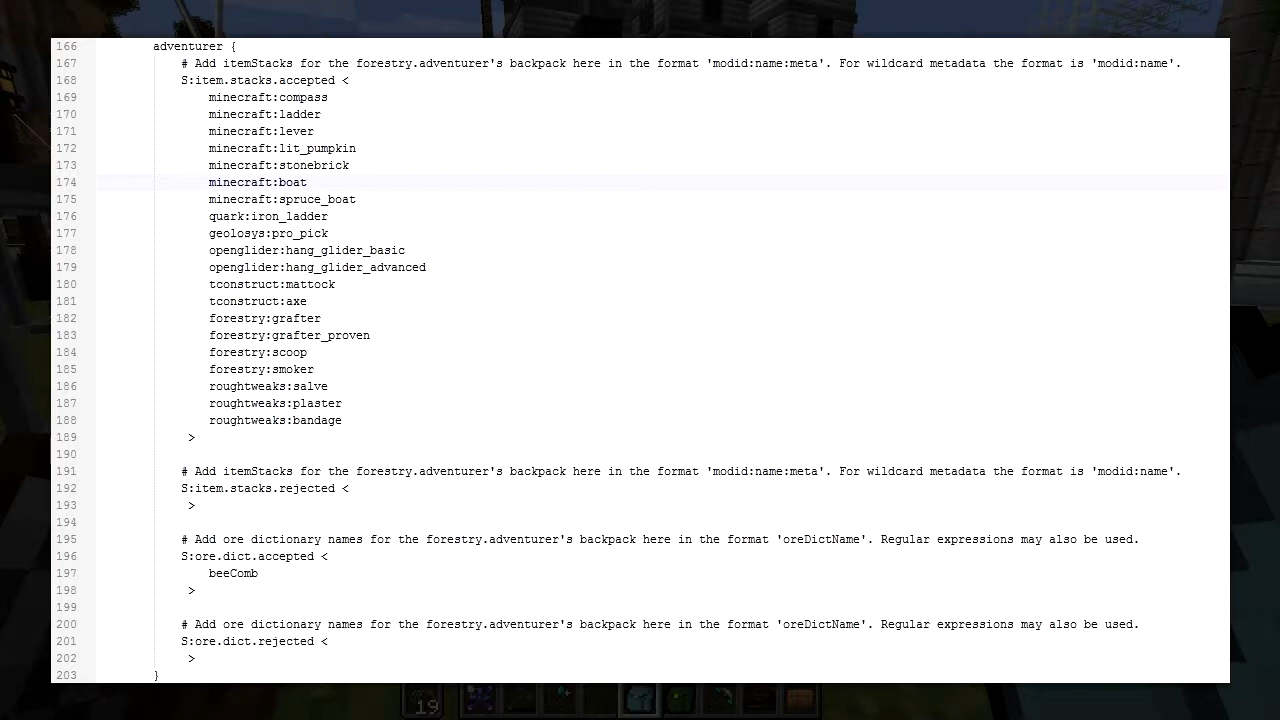 166 adventurer {
167 # Add itemStacks for the forestry.adventurer's backpack here in the format 'modid:name:meta'. For wildcard metadata the format is 'modid:name'.
168 S:item.stacks.accepted <
169 minecraft:compass
170 minecraft:ladder
171 minecraft:lever
172 minecraft:lit_pumpkin
173 minecraft:stonebrick
174 minecraft:boat
175 minecraft:spruce_boat
176 quark:iron_ladder
177 geolosys:pro_pick
178 openglider:hang_glider_basic
179 openglider:hang_glider_advanced
180 tconstruct:mattock
181 tconstruct:axe
182 forestry:grafter
183 forestry:grafter_proven
184 forestry:scoop
185 forestry:smoker
186 roughtweaks:salve
187 roughtweaks:plaster
188 roughtweaks:bandage
189 >
190
191 # Add itemStacks for the forestry.adventurer's backpack here in the format 'modid:name:meta'. For wildcard metadata the format is 'modid:name'.
192 S:item.stacks.rejected <
193 >
194
195 # Add ore dictionary names for the forestry.adventurer's backpack here in the format 'oreDictName'. Regular expressions may also be used.
196 S:ore.dict.accepted <
197 beeComb
198 >
199
200 # Add ore dictionary names for the forestry.adventurer's backpack here in the format 'oreDictName'. Regular expressions may also be used.
201 S:ore.dict.rejected <
202 >
203 }
19